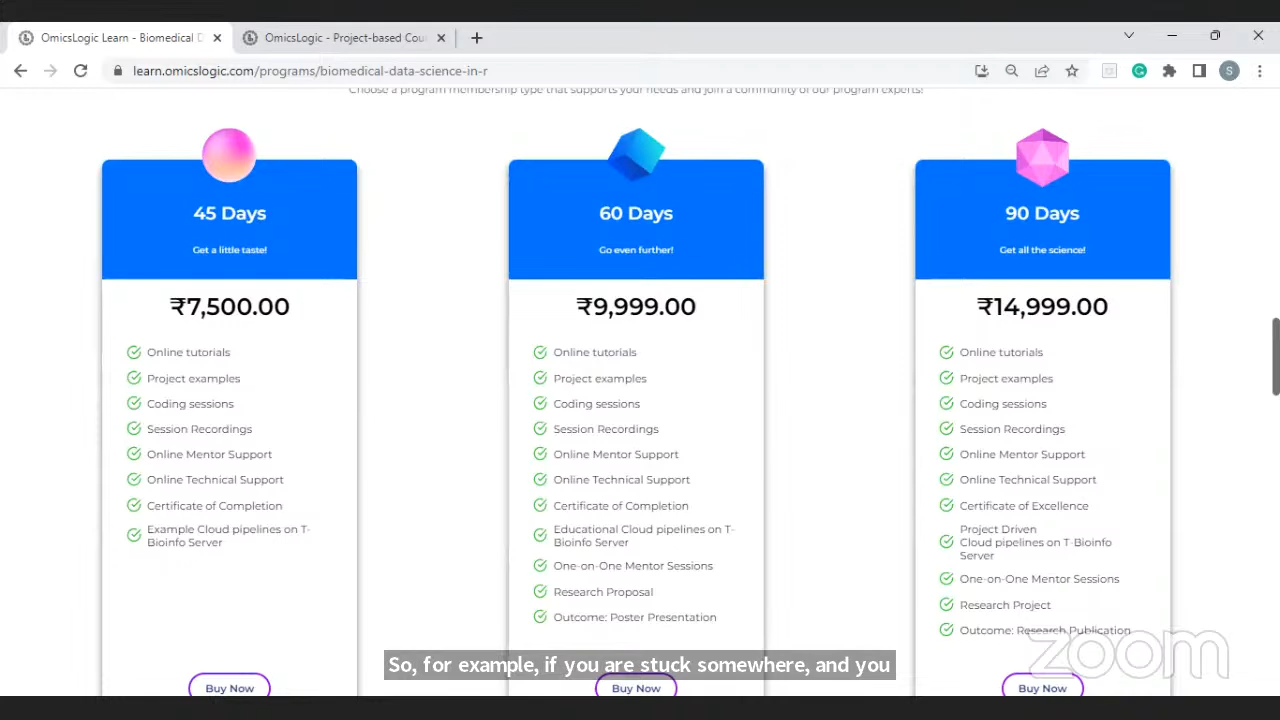 OmicsLogic Learn - Biomedical D
OmicsLogic - Project-based Cou
learn.omicslogic.com/programs/biomedical-data-science-in-r
S
Choose a program membership type that supports your needs and join a community of our program experts!
45 Days
Get a little taste!
₹7,500.00
Online tutorials
Project examples
Coding sessions
Session Recordings
Online Mentor Support
Online Technical Support
Certificate of Completion
Example Cloud pipelines on T-
Bioinfo Server
Buy Now
60 Days
Go even further!
₹9,999.00
Online tutorials
Project examples
Coding sessions
Session Recordings
Online Mentor Support
Online Technical Support
Certificate of Completion
Educational Cloud pipelines on T-
Bioinfo Server
One-on-One Mentor Sessions
Research Proposal
Outcome: Poster Presentation
Buy Now
90 Days
Get all the science!
₹14,999.00
Online tutorials
Project examples
Coding sessions
Session Recordings
Online Mentor Support
Online Technical Support
Certificate of Excellence
Project Driven
Cloud pipelines on T-Bioinfo
Server
One-on-One Mentor Sessions
Research Project
Outcome: Research Publication
Buy Now
zoom
So, for example, if you are stuck somewhere, and you